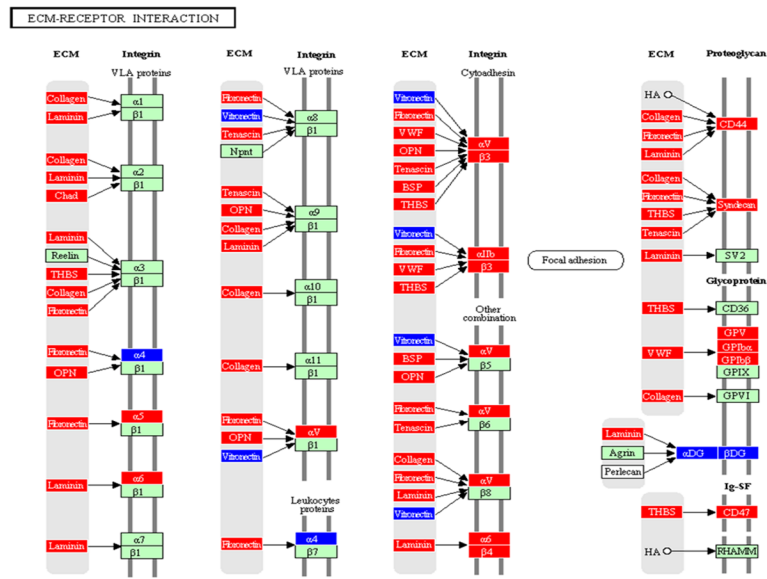 ECM-RECEPTOR INTERACTION
ECM Integrin
VLA proteins
Collagen α1
Laminin β1
Collagen
Laminin α2
Chad β1
Laminin
Reelin
THBS α3
Collagen β1
Fibronectin
Fibronectin α4
OPN β1
Fibronectin α5
β1
Laminin α6
β1
Laminin α7
β1
ECM Integrin
VLA proteins
Fibronectin
Vitronectin α8
Tenascin β1
Npnt
Tenascin
OPN α9
Collagen β1
Laminin
Collagen α10
β1
Collagen α11
β1
Fibronectin
OPN αV
Vitronectin β1
Leukocytes
proteins
Fibronectin α4
β7
ECM Integrin
Cytoadhesin
Vitronectin
Fibronectin
VWF αV
OPN β3
Tenascin
BSP
THBS
Vitronectin
Fibronectin αIIb
VWF β3
THBS
Other
combination
Vitronectin αV
BSP β5
OPN
Fibronectin αV
Tenascin β6
Collagen
Fibronectin αV
Laminin β8
Vitronectin
Laminin α6
β4
Focal adhesion
ECM Proteoglycan
HA
Collagen
Fibronectin CD44
Laminin
Collagen
Fibronectin Syndecan
THBS
Tenascin
Laminin SV2
Glycoprotein
THBS CD36
GPV
VWF GPIbα
GPIbβ
GPIX
Collagen GPVI
Laminin
Agrin αDG βDG
Perlecan
Ig-SF
THBS CD47
HA RHAMM